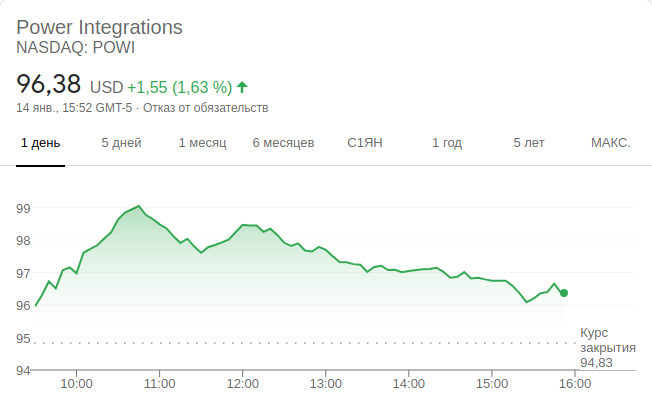 Power Integrations
NASDAQ: POWI
96,38 USD +1,55 (1,63 %)
14 янв., 15:52 GMT-5 · Отказ от обязательств
1 день 5 дней 1 месяц 6 месяцев С1ЯН 1 год 5 лет МАКС.
99
98
97
96
95
94
Курс
закрытия
94,83
10:00 11:00 12:00 13:00 14:00 15:00 16:00